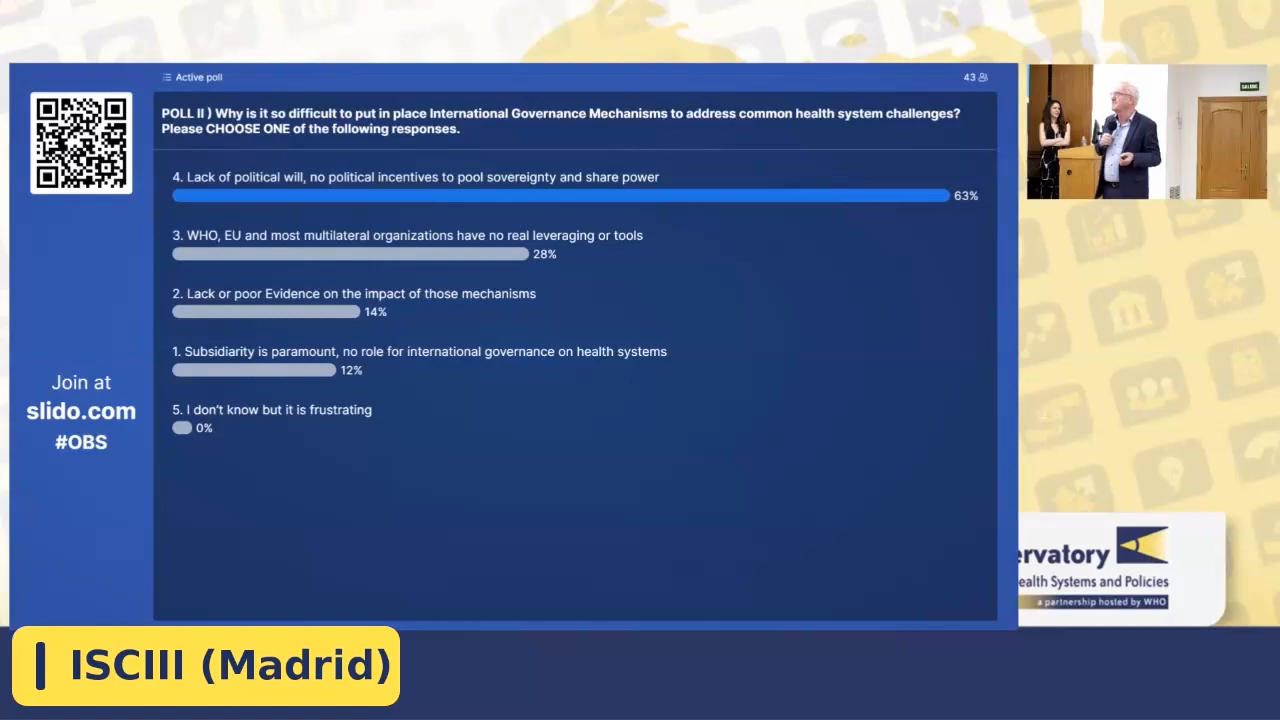 Active poll
43
POLL II ) Why is it so difficult to put in place International Governance Mechanisms to address common health system challenges?
Please CHOOSE ONE of the following responses.
4. Lack of political will, no political incentives to pool sovereignty and share power
63%
3. WHO, EU and most multilateral organizations have no real leveraging or tools
28%
2. Lack or poor Evidence on the impact of those mechanisms
14%
1. Subsidiarity is paramount, no role for international governance on health systems
12%
5. I don't know but it is frustrating
0%
Join at
slido.com
#OBS
SALIDA
ervatory
ealth Systems and Policies
a partnership hosted by WHO
ISCIII (Madrid)